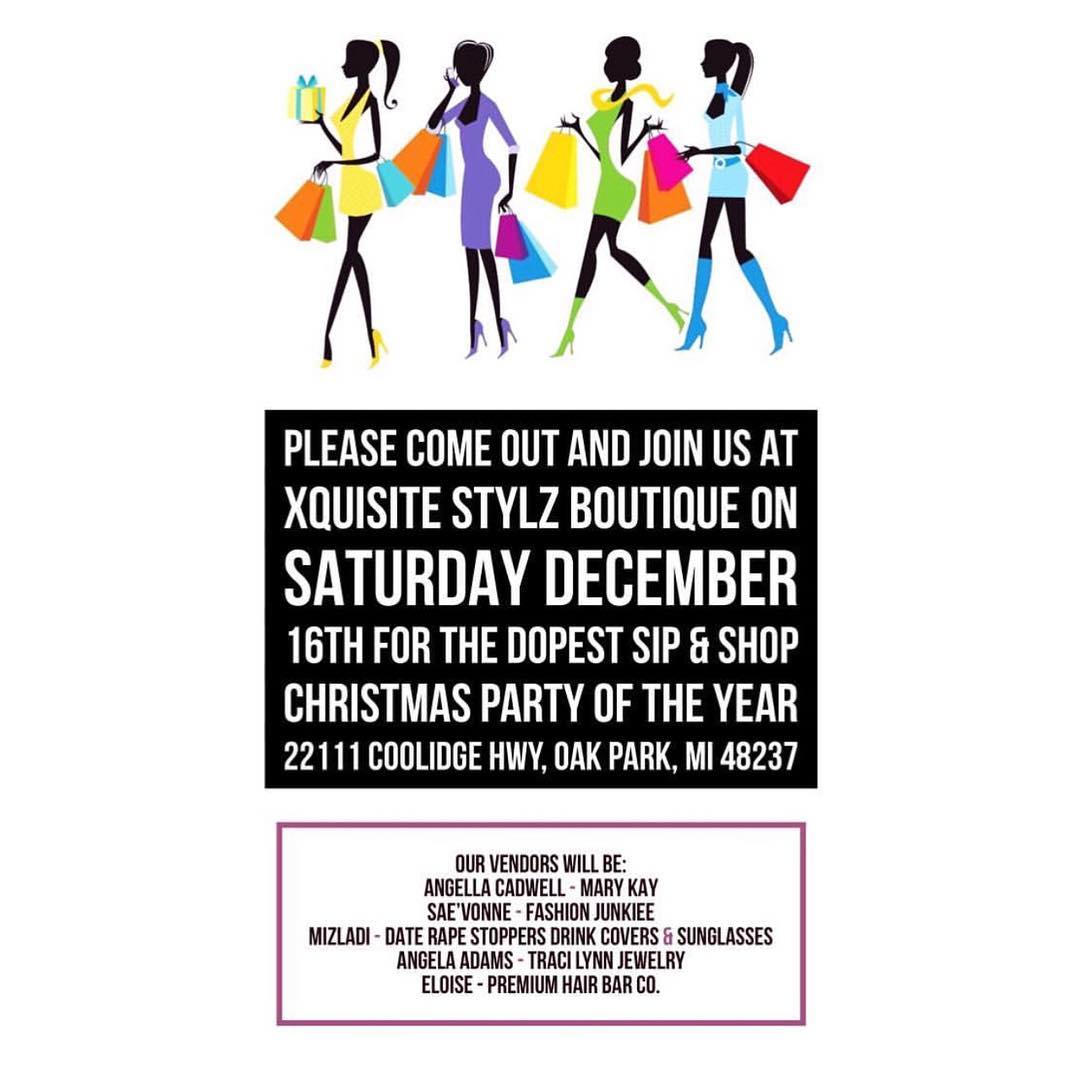 PLEASE COME OUT AND JOIN US AT
XQUISITE STYLZ BOUTIQUE ON
SATURDAY DECEMBER
16TH FOR THE DOPEST SIP & SHOP
CHRISTMAS PARTY OF THE YEAR
22111 COOLIDGE HWY, OAK PARK, MI 48237
OUR VENDORS WILL BE:
ANGELLA CADWELL - MARY KAY
SAE'VONNE - FASHION JUNKIEE
MIZLADI - DATE RAPE STOPPERS DRINK COVERS & SUNGLASSES
ANGELA ADAMS - TRACI LYNN JEWELRY
ELOISE - PREMIUM HAIR BAR CO.